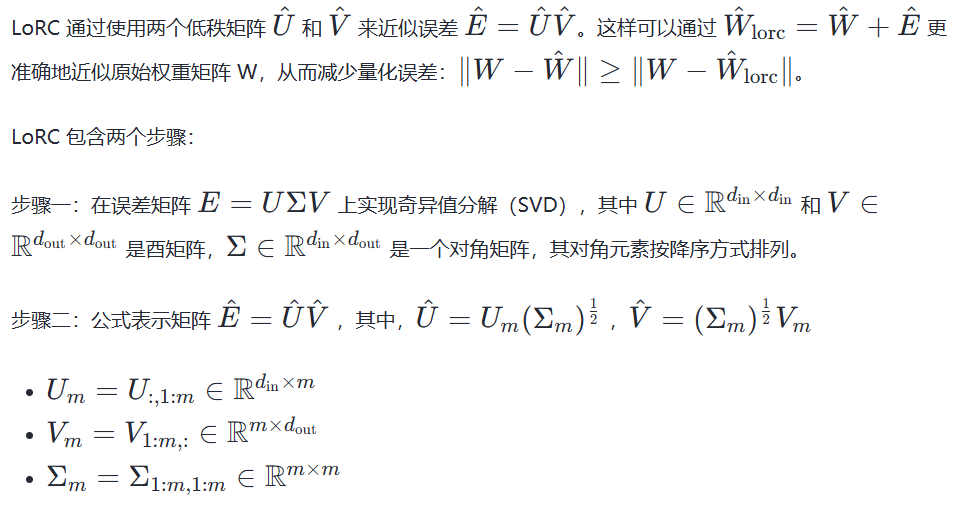 LoRC 通过使用两个低秩矩阵 $\hat{U}$ 和 $\hat{V}$ 来近似误差 $\hat{E} = \hat{U}\hat{V}$。这样可以通过 $\hat{W}_{\text{lorc}} = \hat{W} + \hat{E}$ 更
准确地近似原始权重矩阵 W，从而减少量化误差：$\|W - \hat{W}\| \geq \|W - \hat{W}_{\text{lorc}}\|$。
LoRC 包含两个步骤：
步骤一：在误差矩阵 $E = U\Sigma V$ 上实现奇异值分解（SVD），其中 $U \in \mathbb{R}^{d_{\text{in}} \times d_{\text{in}}}$ 和 $V \in$
$\mathbb{R}^{d_{\text{out}} \times d_{\text{out}}}$ 是酉矩阵，$\Sigma \in \mathbb{R}^{d_{\text{in}} \times d_{\text{out}}}$ 是一个对角矩阵，其对角元素按降序方式排列。
步骤二：公式表示矩阵 $\hat{E} = \hat{U}\hat{V}$ ，其中，$\hat{U} = U_m(\Sigma_m)^{\frac{1}{2}}$ ，$\hat{V} = (\Sigma_m)^{\frac{1}{2}}V_m$
• $U_m = U_{:,1:m} \in \mathbb{R}^{d_{\text{in}} \times m}$
• $V_m = V_{1:m,:} \in \mathbb{R}^{m \times d_{\text{out}}}$
• $\Sigma_m = \Sigma_{1:m,1:m} \in \mathbb{R}^{m \times m}$